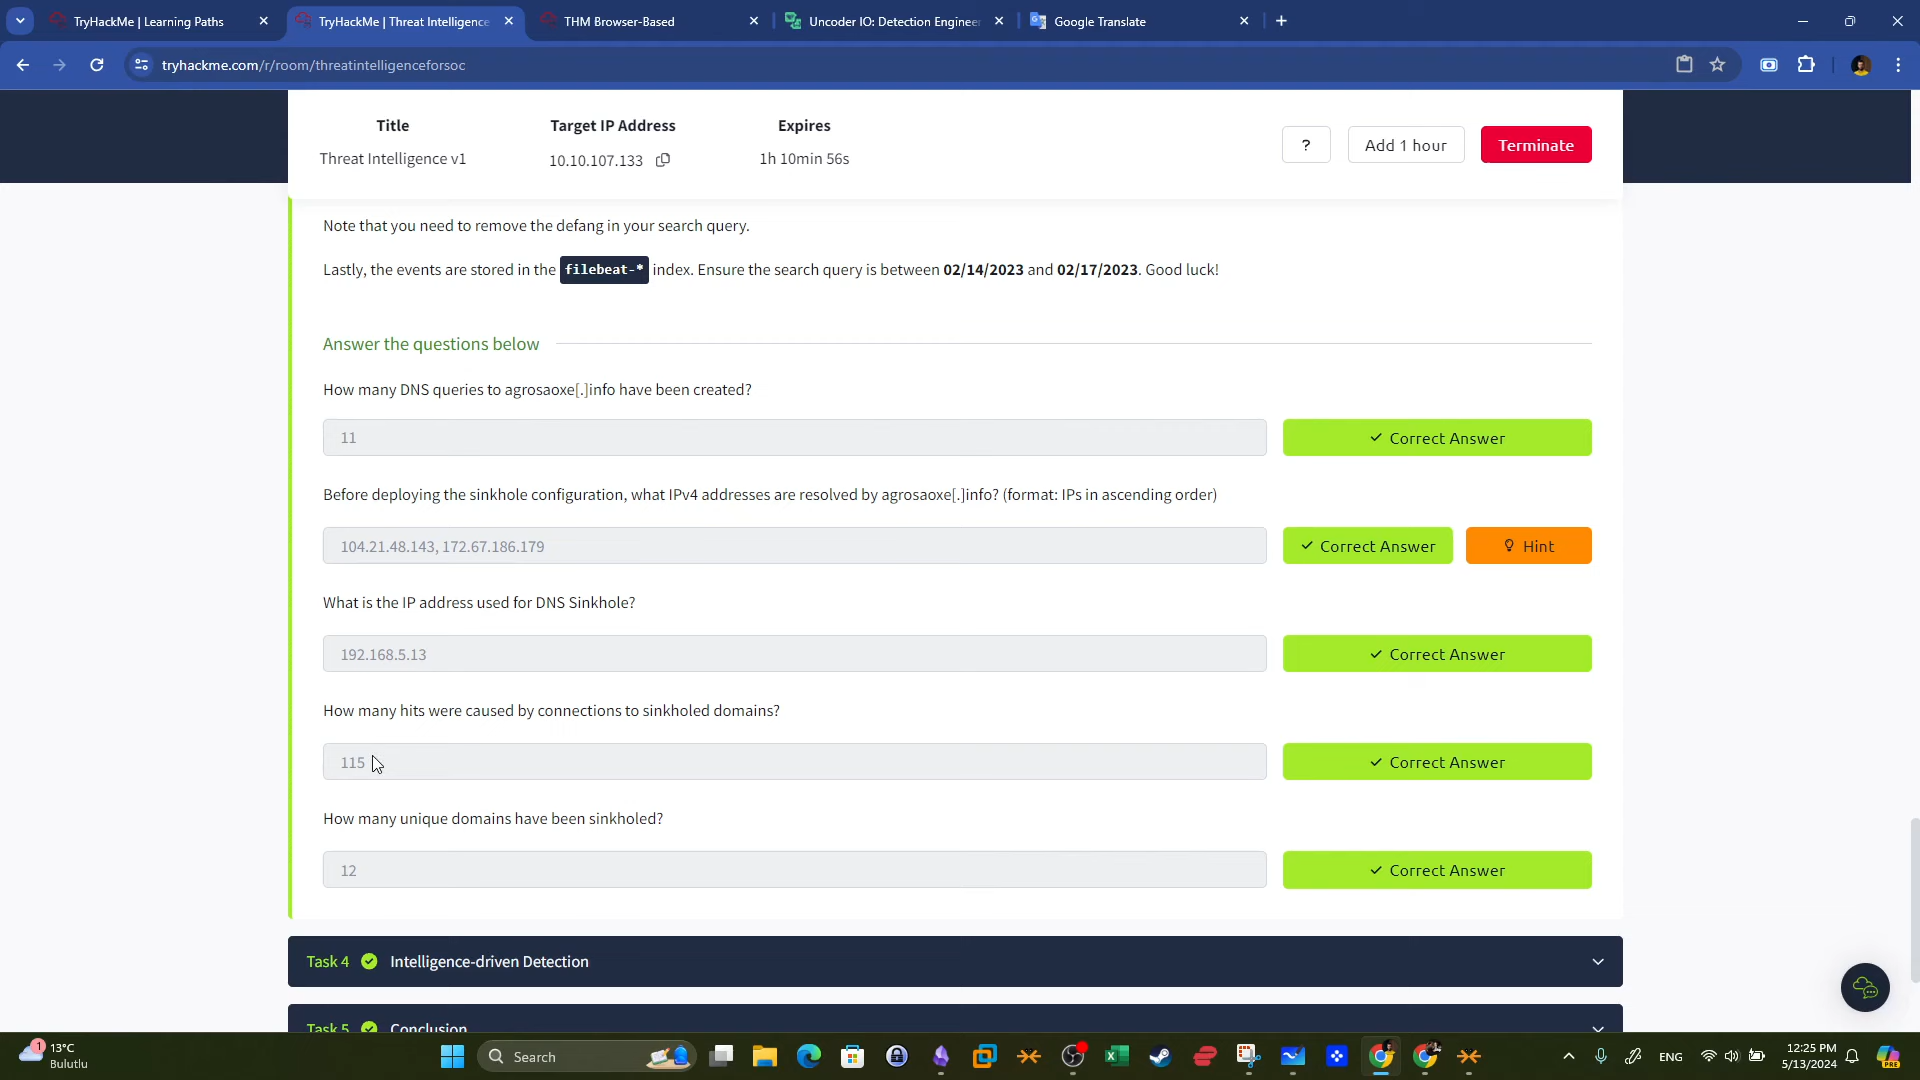 TryHackMe | Learning Paths
TryHackMe | Threat Intelligence
THM Browser-Based
Uncoder IO: Detection Engineer
Google Translate
tryhackme.com/r/room/threatintelligenceforsoc
Title
Target IP Address
Expires
Threat Intelligence v1
10.10.107.133
1h 10min 56s
?
Add 1 hour
Terminate
Note that you need to remove the defang in your search query.
Lastly, the events are stored in the filebeat-* index. Ensure the search query is between 02/14/2023 and 02/17/2023. Good luck!
Answer the questions below
How many DNS queries to agrosaoxe[.]info have been created?
11
Correct Answer
Before deploying the sinkhole configuration, what IPv4 addresses are resolved by agrosaoxe[.]info? (format: IPs in ascending order)
104.21.48.143, 172.67.186.179
Correct Answer
Hint
What is the IP address used for DNS Sinkhole?
192.168.5.13
Correct Answer
How many hits were caused by connections to sinkholed domains?
115
Correct Answer
How many unique domains have been sinkholed?
12
Correct Answer
Task 4 Intelligence-driven Detection
Task 5 Conclusion
1
13°C
Bulutlu
Search
ENG
12:25 PM
5/13/2024
PRE